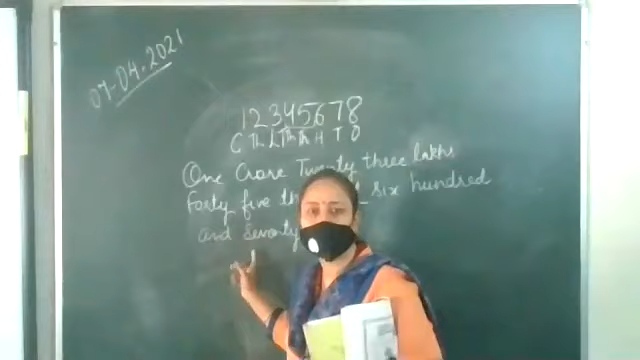 07-04-2021
12345678
C TL L TTh Th H T O
One Crore Twenty three lakhs
Forty five six hundred
and Seventy